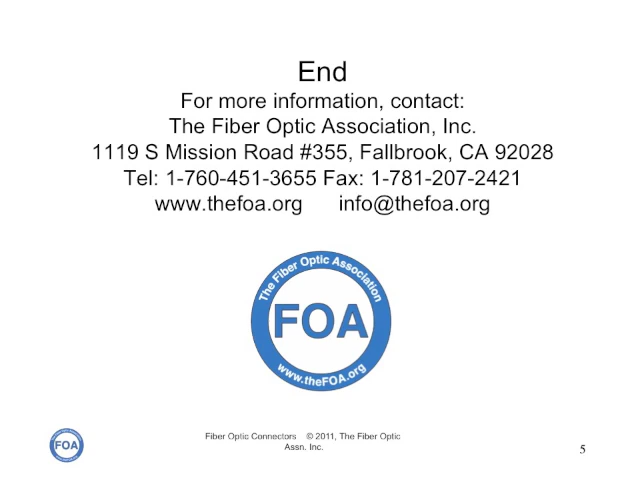 End
For more information, contact:
The Fiber Optic Association, Inc.
1119 S Mission Road #355, Fallbrook, CA 92028
Tel: 1-760-451-3655 Fax: 1-781-207-2421
www.thefoa.org info@thefoa.org
The Fiber Optic Association
FOA
www.theFOA.org
FOA
Fiber Optic Connectors © 2011, The Fiber Optic
Assn. Inc.
5